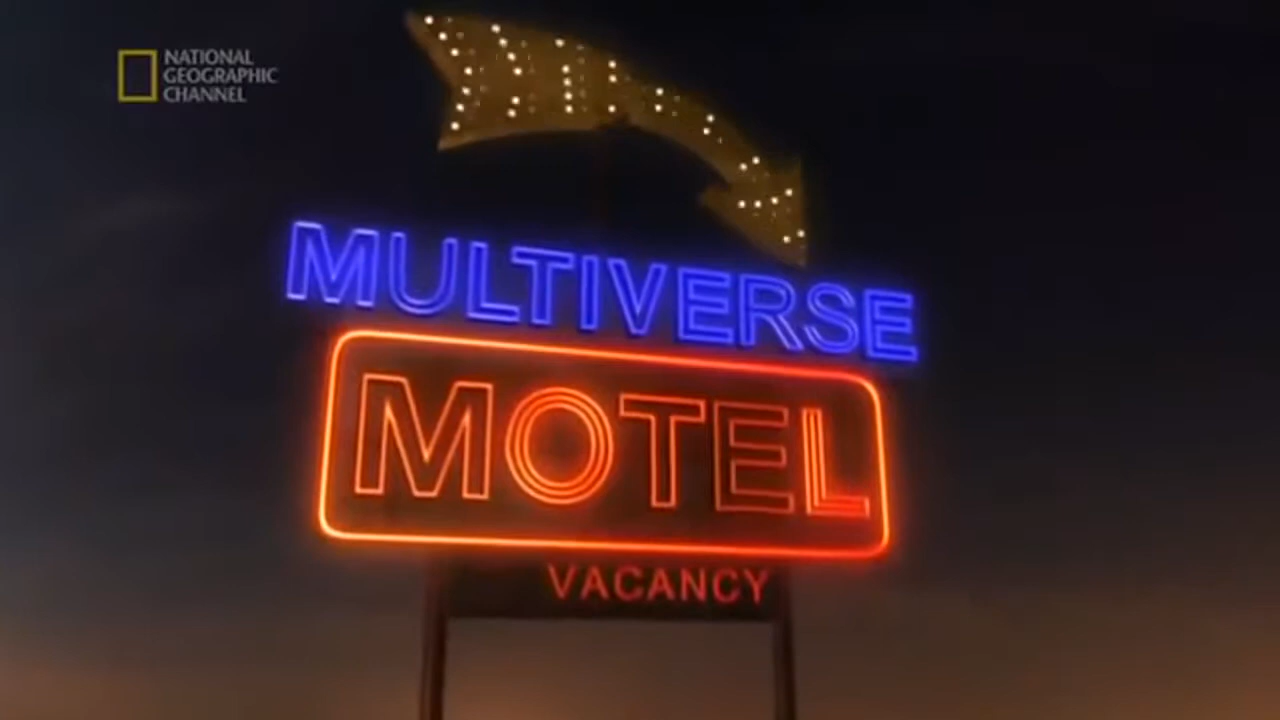 NATIONAL
GEOGRAPHIC
CHANNEL
MULTIVERSE
MOTEL
VACANCY